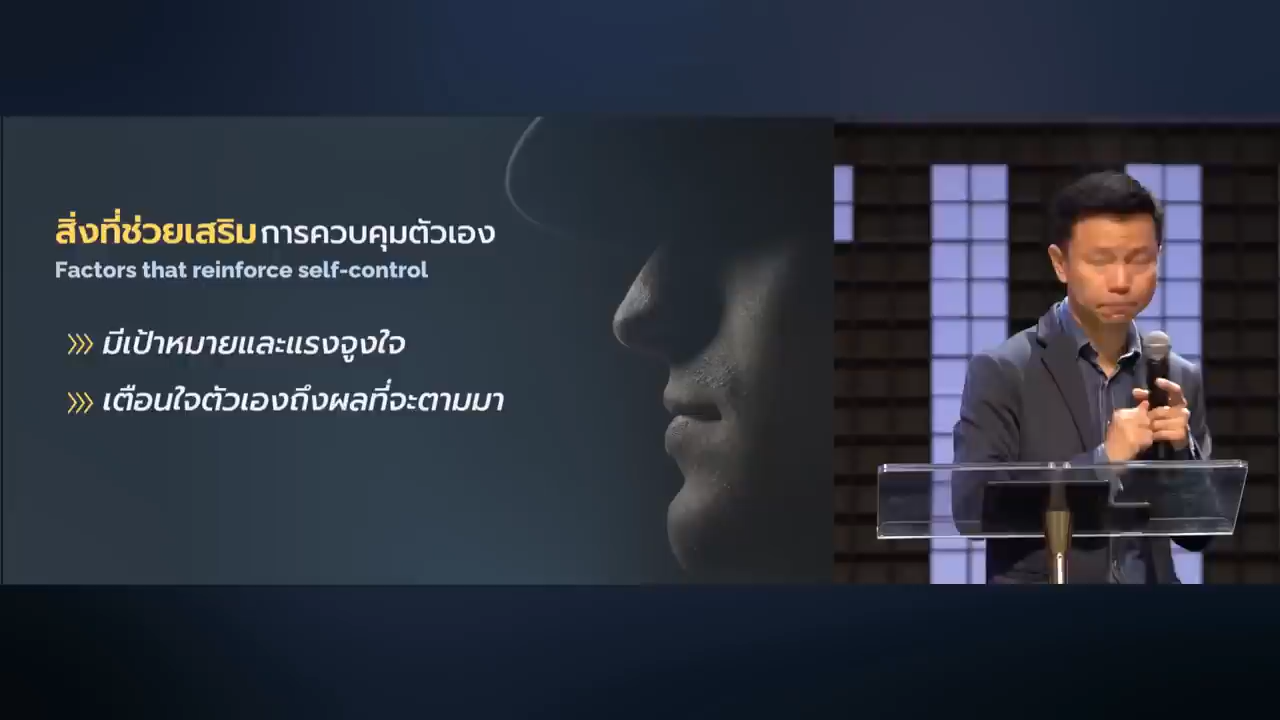 สิ่งที่ช่วยเสริมการควบคุมตัวเอง
Factors that reinforce self-control
มีเป้าหมายและแรงจูงใจ
เตือนใจตัวเองถึงผลที่จะตามมา